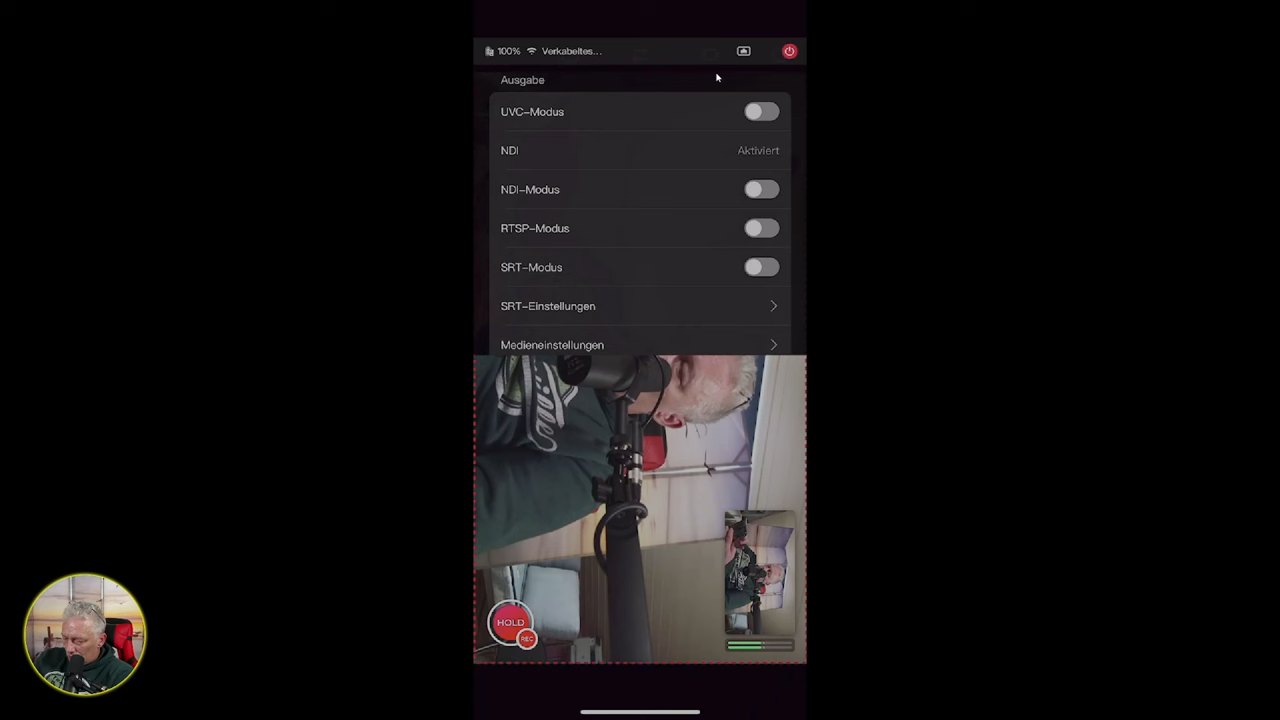 100% Verkabeltes...
Ausgabe
UVC-Modus
NDI Aktiviert
NDI-Modus
RTSP-Modus
SRT-Modus
SRT-Einstellungen
Medieneinstellungen
HOLD
REC